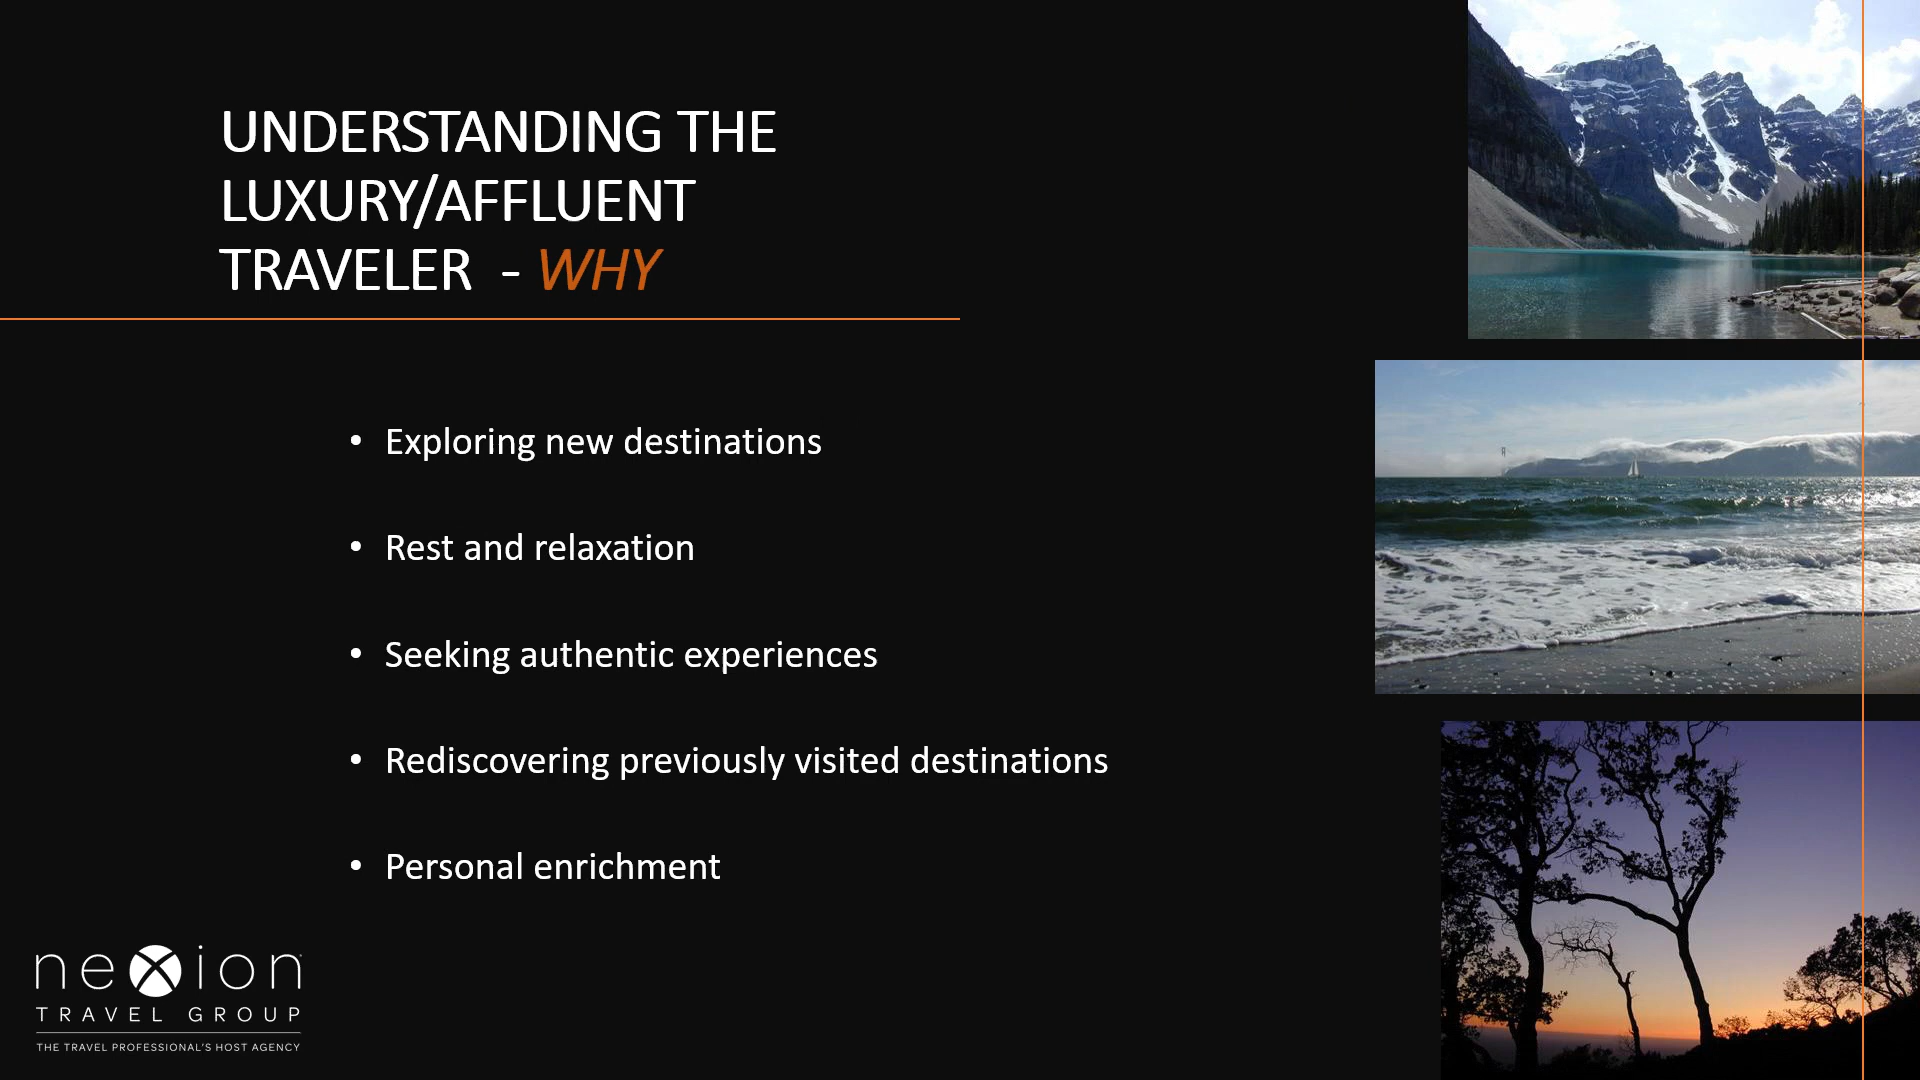 UNDERSTANDING THE
LUXURY/AFFLUENT
TRAVELER - WHY
• Exploring new destinations
• Rest and relaxation
• Seeking authentic experiences
• Rediscovering previously visited destinations
• Personal enrichment
nexion
TRAVEL GROUP
THE TRAVEL PROFESSIONAL'S HOST AGENCY